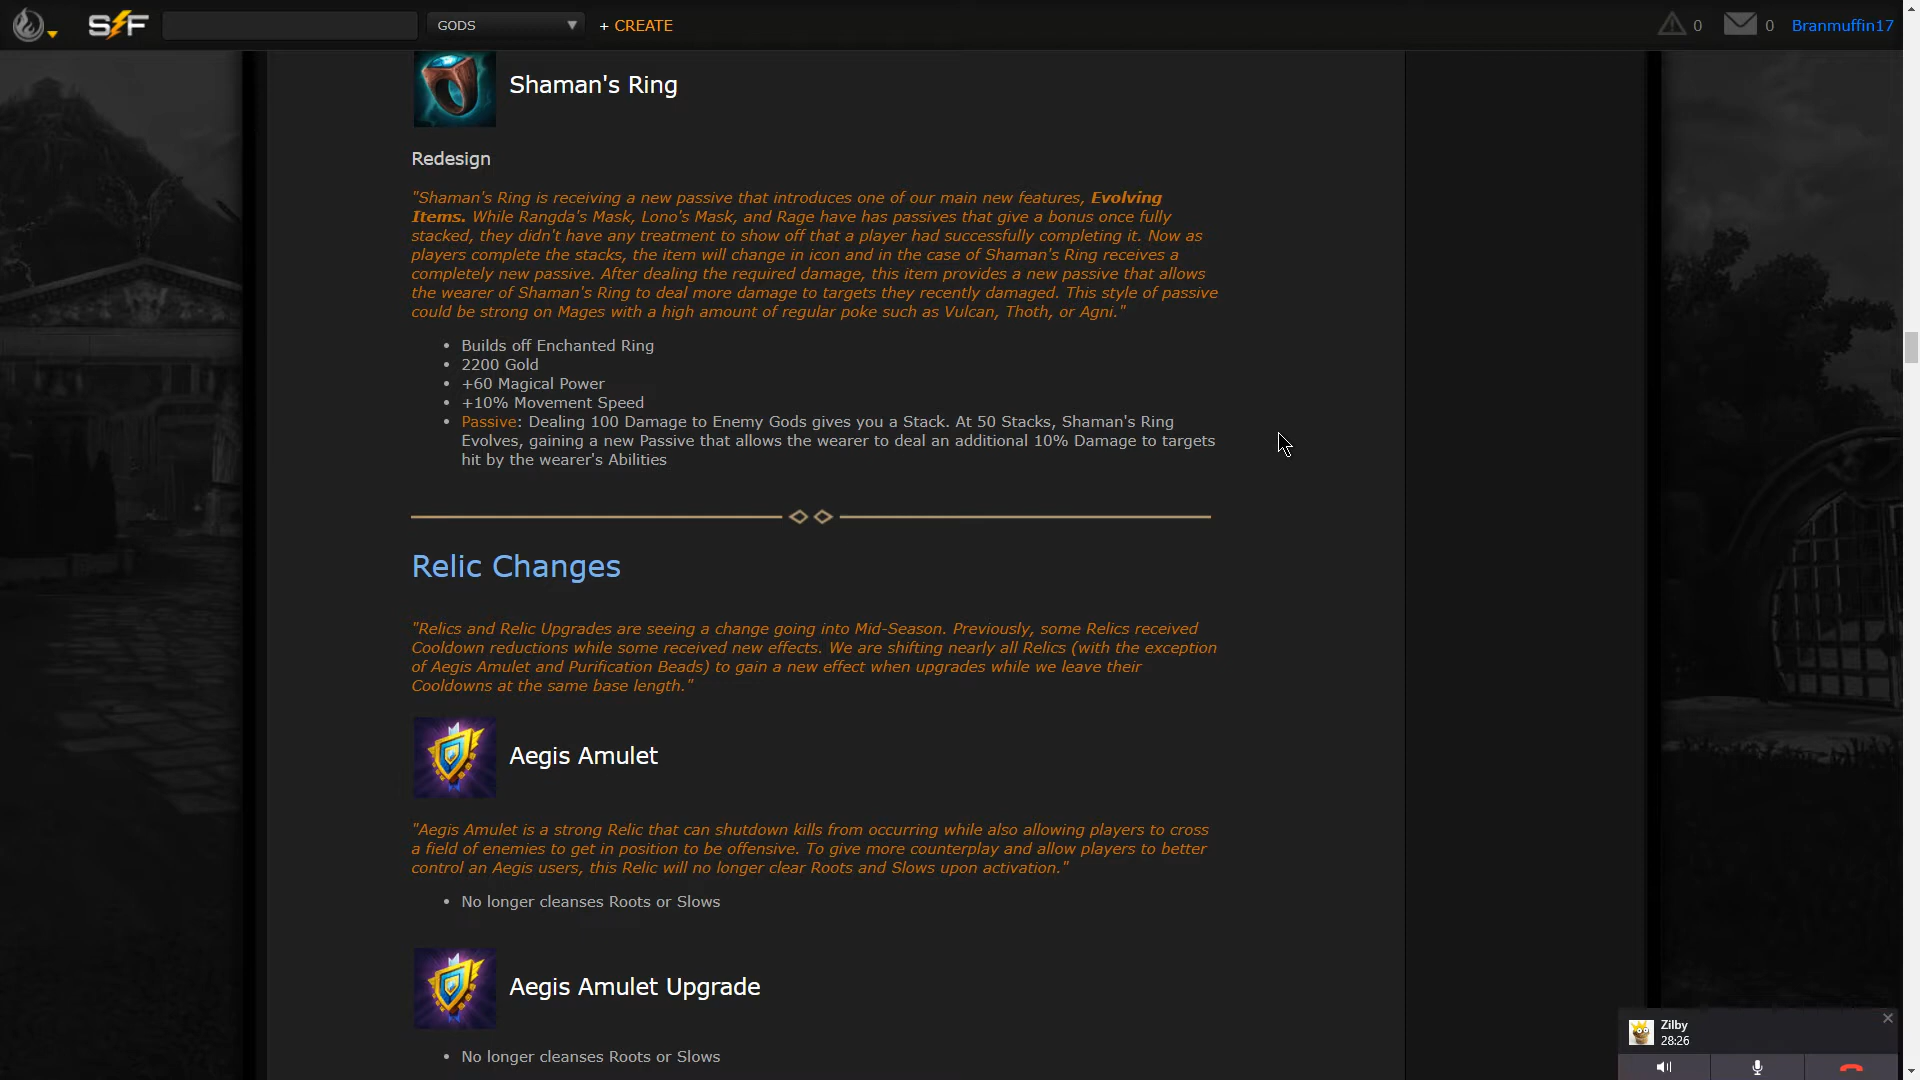 SF
GODS
+ CREATE
0
0
Branmuffin17
Shaman's Ring
Redesign
"Shaman's Ring is receiving a new passive that introduces one of our main new features, Evolving
Items. While Rangda's Mask, Lono's Mask, and Rage have has passives that give a bonus once fully
stacked, they didn't have any treatment to show off that a player had successfully completing it. Now as
players complete the stacks, the item will change in icon and in the case of Shaman's Ring receives a
completely new passive. After dealing the required damage, this item provides a new passive that allows
the wearer of Shaman's Ring to deal more damage to targets they recently damaged. This style of passive
could be strong on Mages with a high amount of regular poke such as Vulcan, Thoth, or Agni."
• Builds off Enchanted Ring
• 2200 Gold
• +60 Magical Power
• +10% Movement Speed
• Passive: Dealing 100 Damage to Enemy Gods gives you a Stack. At 50 Stacks, Shaman's Ring
Evolves, gaining a new Passive that allows the wearer to deal an additional 10% Damage to targets
hit by the wearer's Abilities
Relic Changes
"Relics and Relic Upgrades are seeing a change going into Mid-Season. Previously, some Relics received
Cooldown reductions while some received new effects. We are shifting nearly all Relics (with the exception
of Aegis Amulet and Purification Beads) to gain a new effect when upgrades while we leave their
Cooldowns at the same base length."
Aegis Amulet
"Aegis Amulet is a strong Relic that can shutdown kills from occurring while also allowing players to cross
a field of enemies to get in position to be offensive. To give more counterplay and allow players to better
control an Aegis users, this Relic will no longer clear Roots and Slows upon activation."
• No longer cleanses Roots or Slows
Aegis Amulet Upgrade
• No longer cleanses Roots or Slows
Zilby
28:26